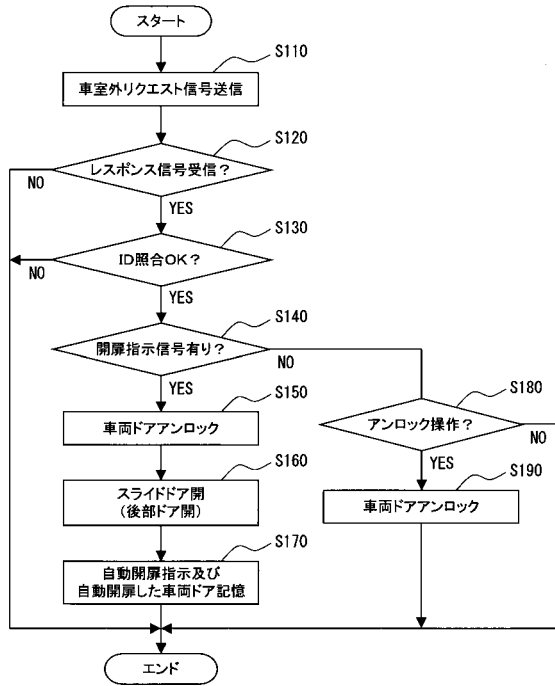 スタート
S110
車室外リクエスト信号送信
S120
レスポンス信号受信？
NO
YES
S130
ID照合OK？
NO
YES
S140
開扉指示信号有り？
NO
YES
S150
車両ドアアンロック
S180
アンロック操作？
NO
YES
S160
スライドドア開
（後部ドア開）
S190
車両ドアアンロック
S170
自動開扉指示及び
自動開扉した車両ドア記憶
エンド